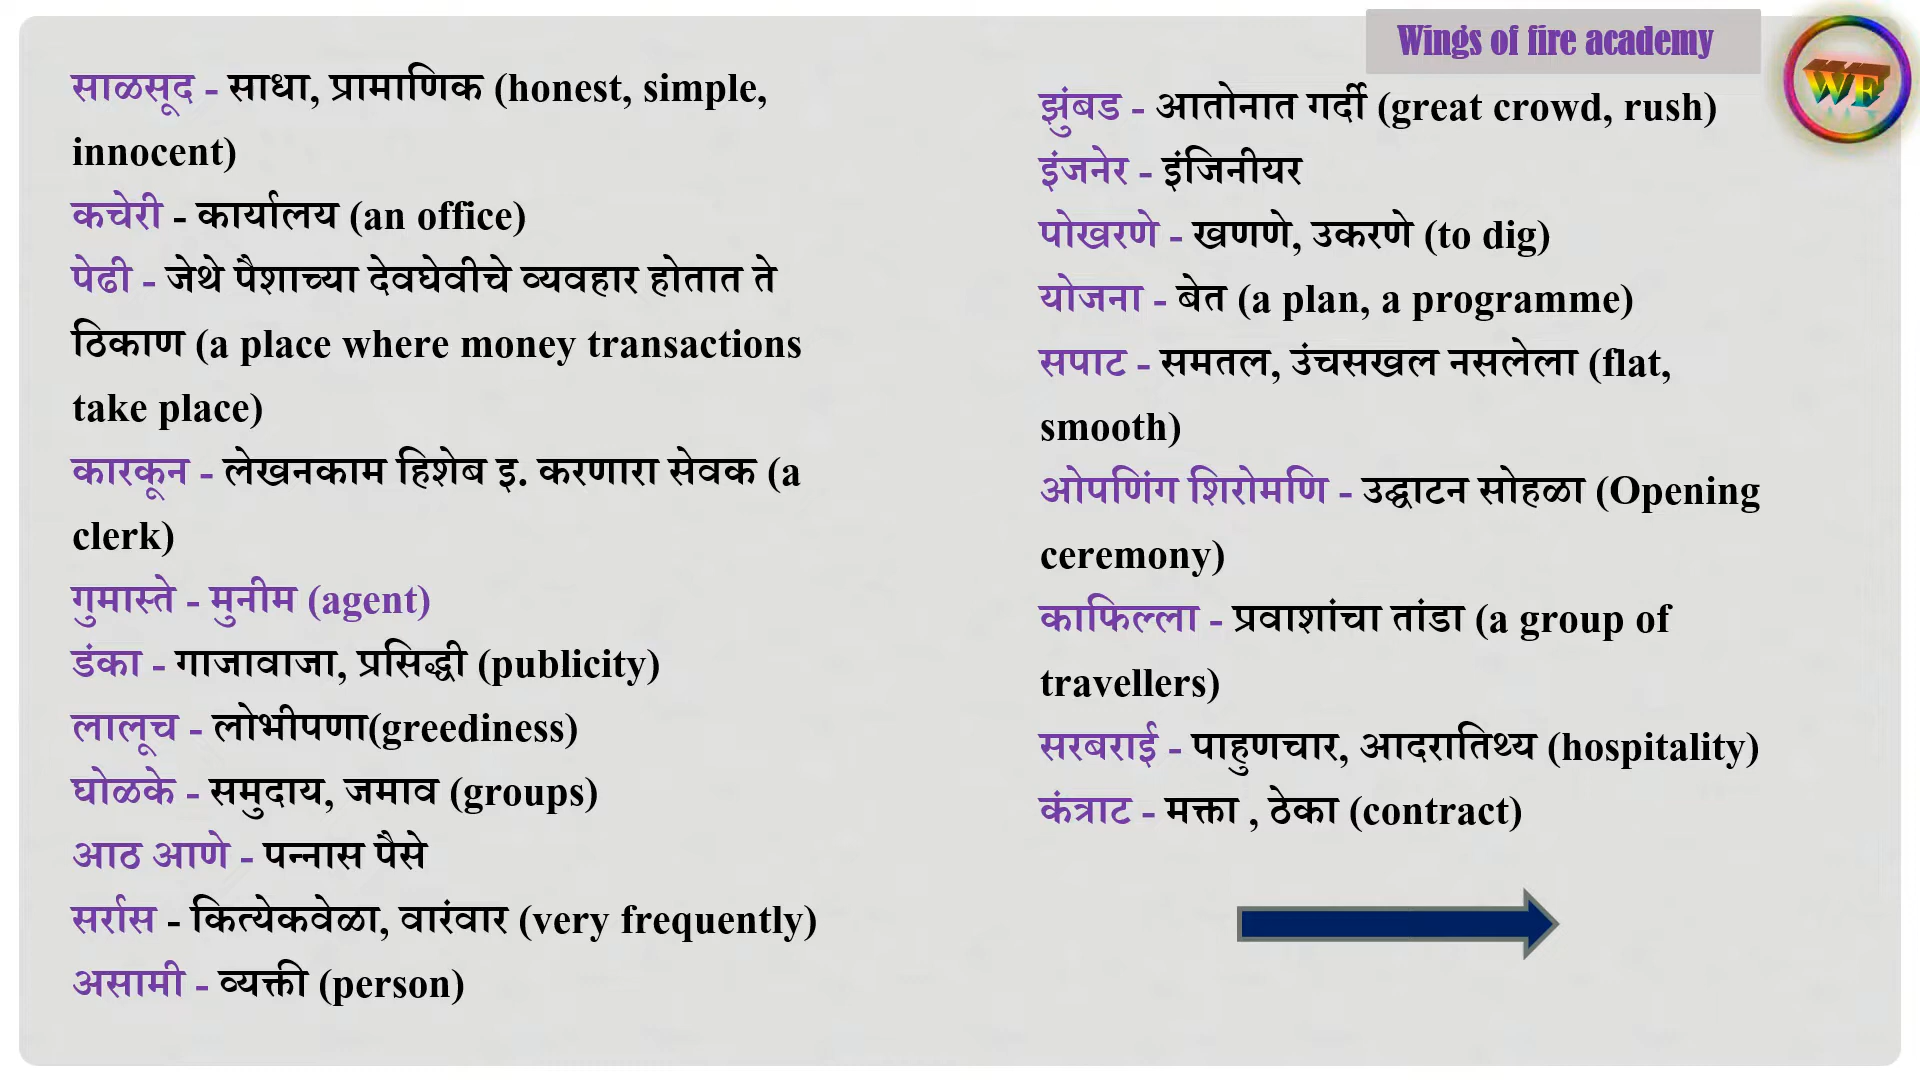 Wings of fire academy
WF
साळसूद - साधा, प्रामाणिक (honest, simple,
innocent)
कचेरी - कार्यालय (an office)
पेढी - जेथे पैशाच्या देवघेवीचे व्यवहार होतात ते
ठिकाण (a place where money transactions
take place)
कारकून - लेखनकाम हिशेब इ. करणारा सेवक (a
clerk)
गुमास्ते - मुनीम (agent)
डंका - गाजावाजा, प्रसिद्धी (publicity)
लालूच - लोभीपणा(greediness)
घोळके - समुदाय, जमाव (groups)
आठ आणे - पन्नास पैसे
सर्रास - कित्येकवेळा, वारंवार (very frequently)
असामी - व्यक्ती (person)
झुंबड - आतोनात गर्दी (great crowd, rush)
इंजनेर - इंजिनीयर
पोखरणे - खणणे, उकरणे (to dig)
योजना - बेत (a plan, a programme)
सपाट - समतल, उंचसखल नसलेला (flat,
smooth)
ओपणिंग शिरोमणि - उद्घाटन सोहळा (Opening
ceremony)
काफिल्ला - प्रवाशांचा तांडा (a group of
travellers)
सरबराई - पाहुणचार, आदरातिथ्य (hospitality)
कंत्राट - मक्ता , ठेका (contract)